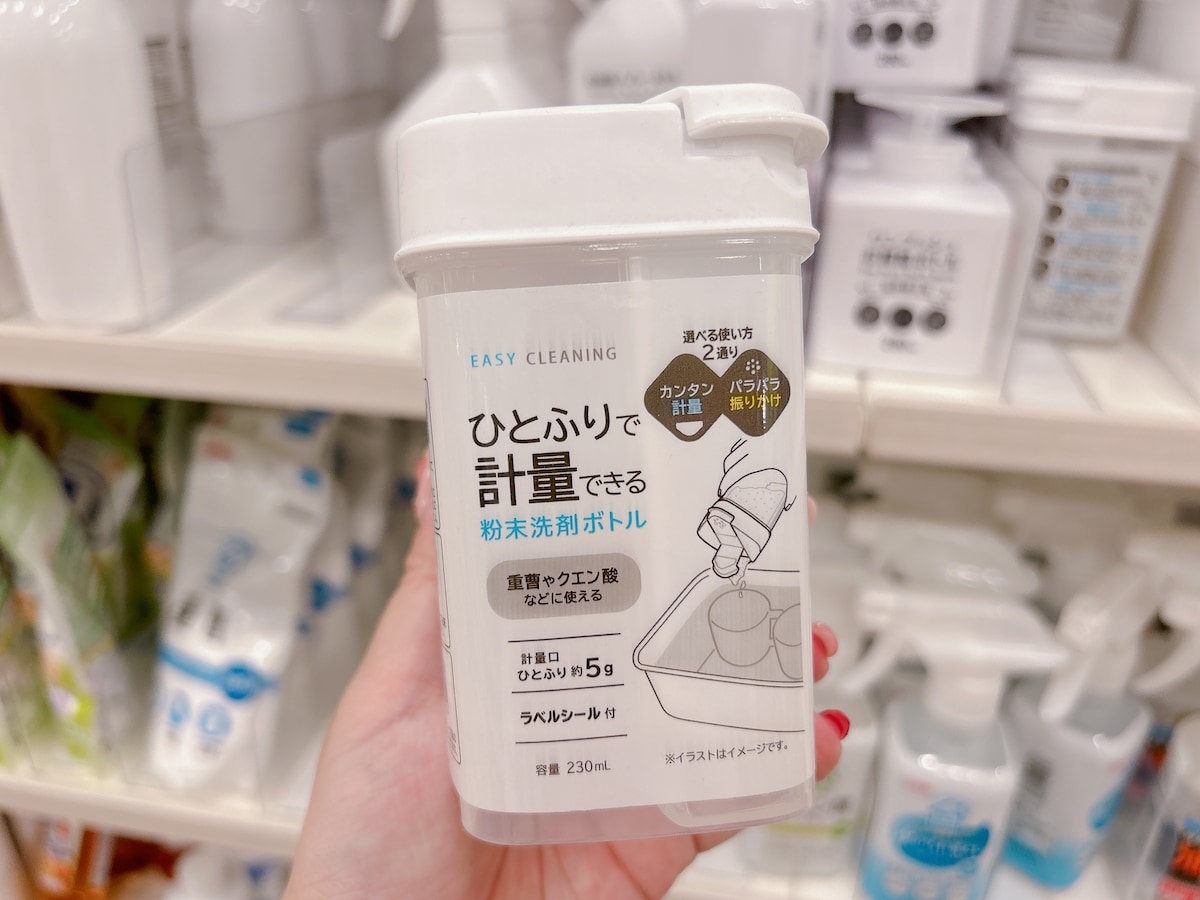 EASY CLEANING
選べる使い方
2通り
カンタン
計量
パラパラ
振りかけ
ひとふりで
計量できる
粉末洗剤ボトル
重曹やクエン酸
などに使える
計量口
ひとふり約5g
ラベルシール付
容量 230mL
※イラストはイメージです。